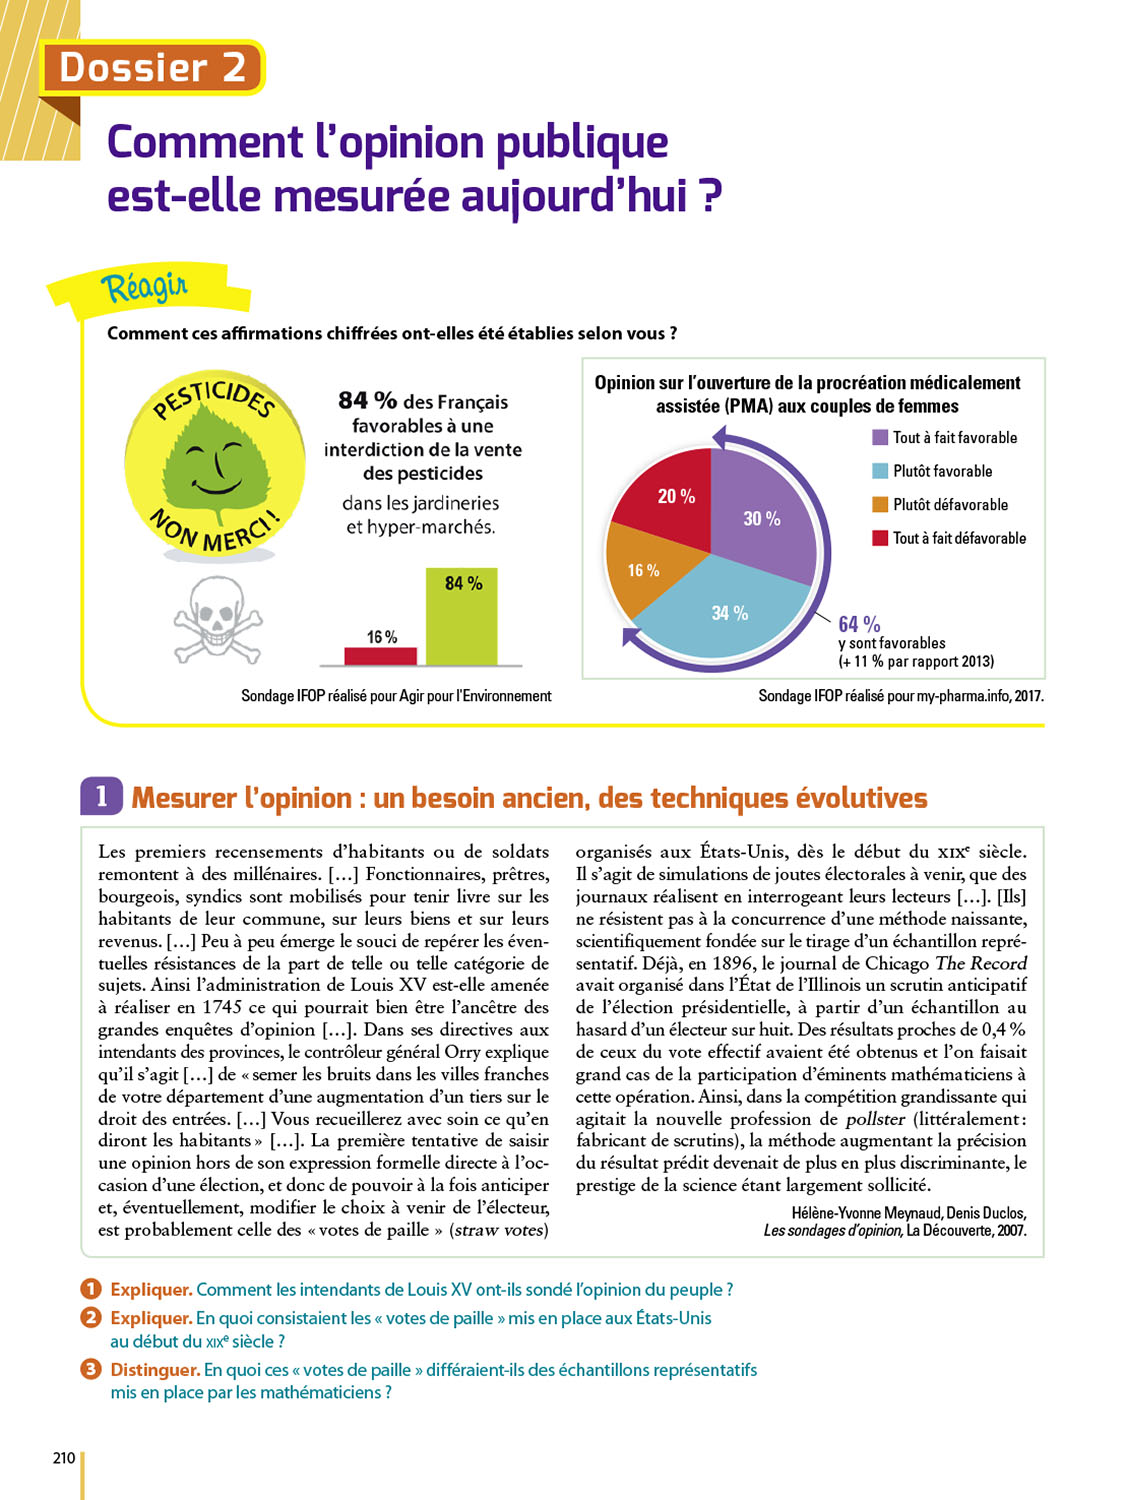 Dossier 2
Comment l’opinion publique
est-elle mesurée aujourd’hui ?
Réagir
Comment ces affirmations chiffrées ont-elles été établies selon vous ?
PESTICIDES
NON MERCI !
84 % des Français
favorables à une
interdiction de la vente
des pesticides
dans les jardineries
et hyper-marchés.
16 %
84 %
Sondage IFOP réalisé pour Agir pour l'Environnement
Opinion sur l’ouverture de la procréation médicalement
assistée (PMA) aux couples de femmes
Tout à fait favorable
Plutôt favorable
Plutôt défavorable
Tout à fait défavorable
20 %
30 %
16 %
34 %
64 %
y sont favorables
(+ 11 % par rapport 2013)
Sondage IFOP réalisé pour my-pharma.info, 2017.
1 Mesurer l’opinion : un besoin ancien, des techniques évolutives
Les premiers recensements d’habitants ou de soldats
remontent à des millénaires. […] Fonctionnaires, prêtres,
bourgeois, syndics sont mobilisés pour tenir livre sur les
habitants de leur commune, sur leurs biens et sur leurs
revenus. […] Peu à peu émerge le souci de repérer les éven-
tuelles résistances de la part de telle ou telle catégorie de
sujets. Ainsi l’administration de Louis XV est-elle amenée
à réaliser en 1745 ce qui pourrait bien être l’ancêtre des
grandes enquêtes d’opinion […]. Dans ses directives aux
intendants des provinces, le contrôleur général Orry explique
qu’il s’agit […] de « semer les bruits dans les villes franches
de votre département d’une augmentation d’un tiers sur le
droit des entrées. […] Vous recueillerez avec soin ce qu’en
diront les habitants » […]. La première tentative de saisir
une opinion hors de son expression formelle directe à l’oc-
casion d’une élection, et donc de pouvoir à la fois anticiper
et, éventuellement, modifier le choix à venir de l’électeur,
est probablement celle des « votes de paille » (straw votes)
organisés aux États-Unis, dès le début du XIXe siècle.
Il s’agit de simulations de joutes électorales à venir, que des
journaux réalisent en interrogeant leurs lecteurs […]. [Ils]
ne résistent pas à la concurrence d’une méthode naissante,
scientifiquement fondée sur le tirage d’un échantillon repré-
sentatif. Déjà, en 1896, le journal de Chicago The Record
avait organisé dans l’État de l’Illinois un scrutin anticipatif
de l’élection présidentielle, à partir d’un échantillon au
hasard d’un électeur sur huit. Des résultats proches de 0,4 %
de ceux du vote effectif avaient été obtenus et l’on faisait
grand cas de la participation d’éminents mathématiciens à
cette opération. Ainsi, dans la compétition grandissante qui
agitait la nouvelle profession de pollster (littéralement :
fabricant de scrutins), la méthode augmentant la précision
du résultat prédit devenait de plus en plus discriminante, le
prestige de la science étant largement sollicité.
Hélène-Yvonne Meynaud, Denis Duclos,
Les sondages d’opinion, La Découverte, 2007.
1 Expliquer. Comment les intendants de Louis XV ont-ils sondé l’opinion du peuple ?
2 Expliquer. En quoi consistaient les « votes de paille » mis en place aux États-Unis
au début du XIXe siècle ?
3 Distinguer. En quoi ces « votes de paille » différaient-ils des échantillons représentatifs
mis en place par les mathématiciens ?
210